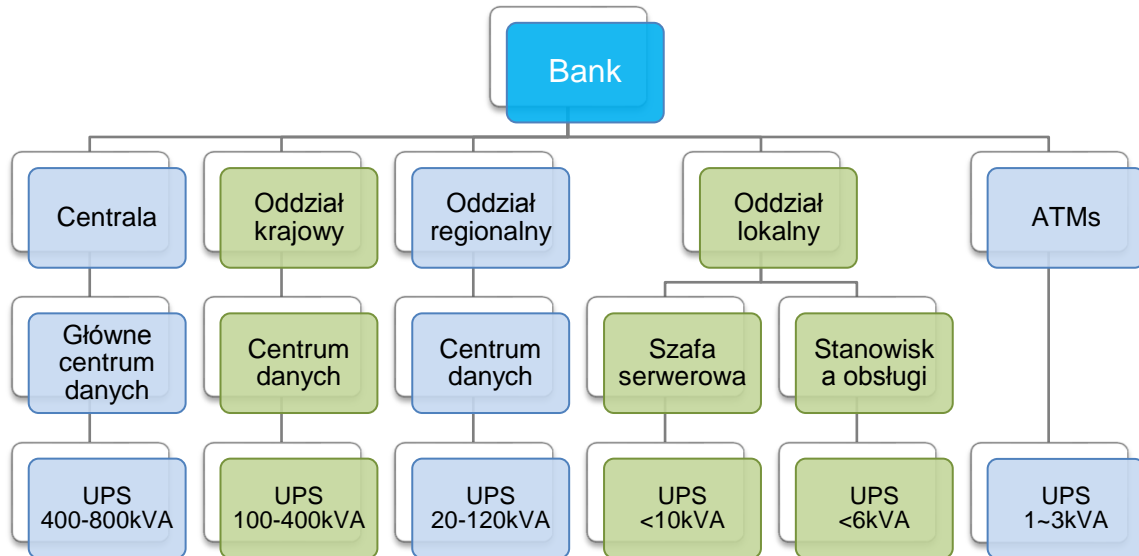 Bank
Centrala
Oddział
krajowy
Oddział
regionalny
Oddział
lokalny
ATMs
Główne
centrum
danych
Centrum
danych
Centrum
danych
Szafa
serwerowa
Stanowisk
a obsługi
UPS
400-800kVA
UPS
100-400kVA
UPS
20-120kVA
UPS
<10kVA
UPS
<6kVA
UPS
1~3kVA